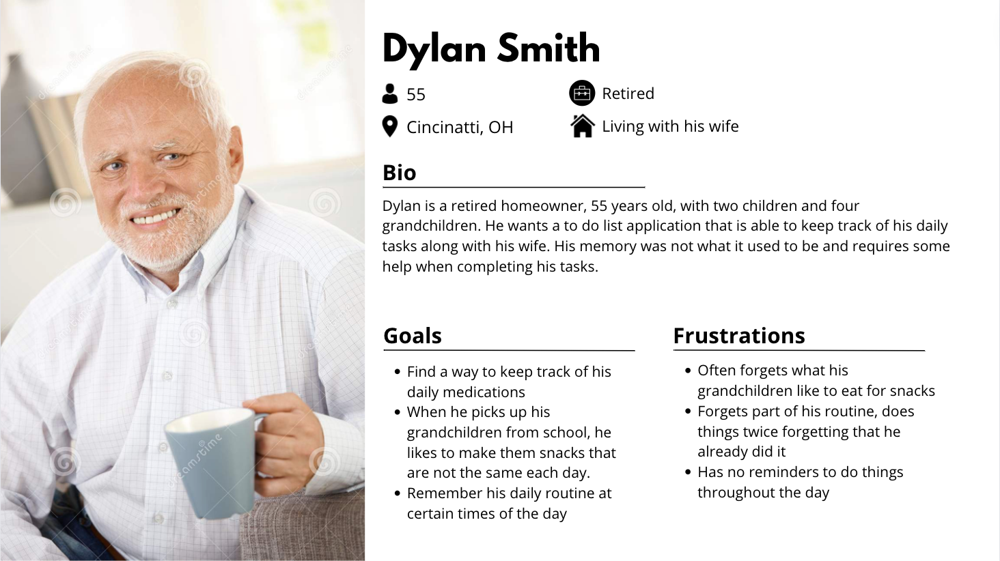 Dylan Smith
55
Retired
Cincinatti, OH
Living with his wife
Bio
Dylan is a retired homeowner, 55 years old, with two children and four
grandchildren. He wants a to do list application that is able to keep track of his daily
tasks along with his wife. His memory was not what it used to be and requires some
help when completing his tasks.
Goals
Find a way to keep track of his
daily medications
When he picks up his
grandchildren from school, he
likes to make them snacks that
are not the same each day.
Remember his daily routine at
certain times of the day
Frustrations
Often forgets what his
grandchildren like to eat for snacks
Forgets part of his routine, does
things twice forgetting that he
already did it
Has no reminders to do things
throughout the day
dreamstime
dreamstime
dreamstime
dreamstime
dreamstime
dreamstime